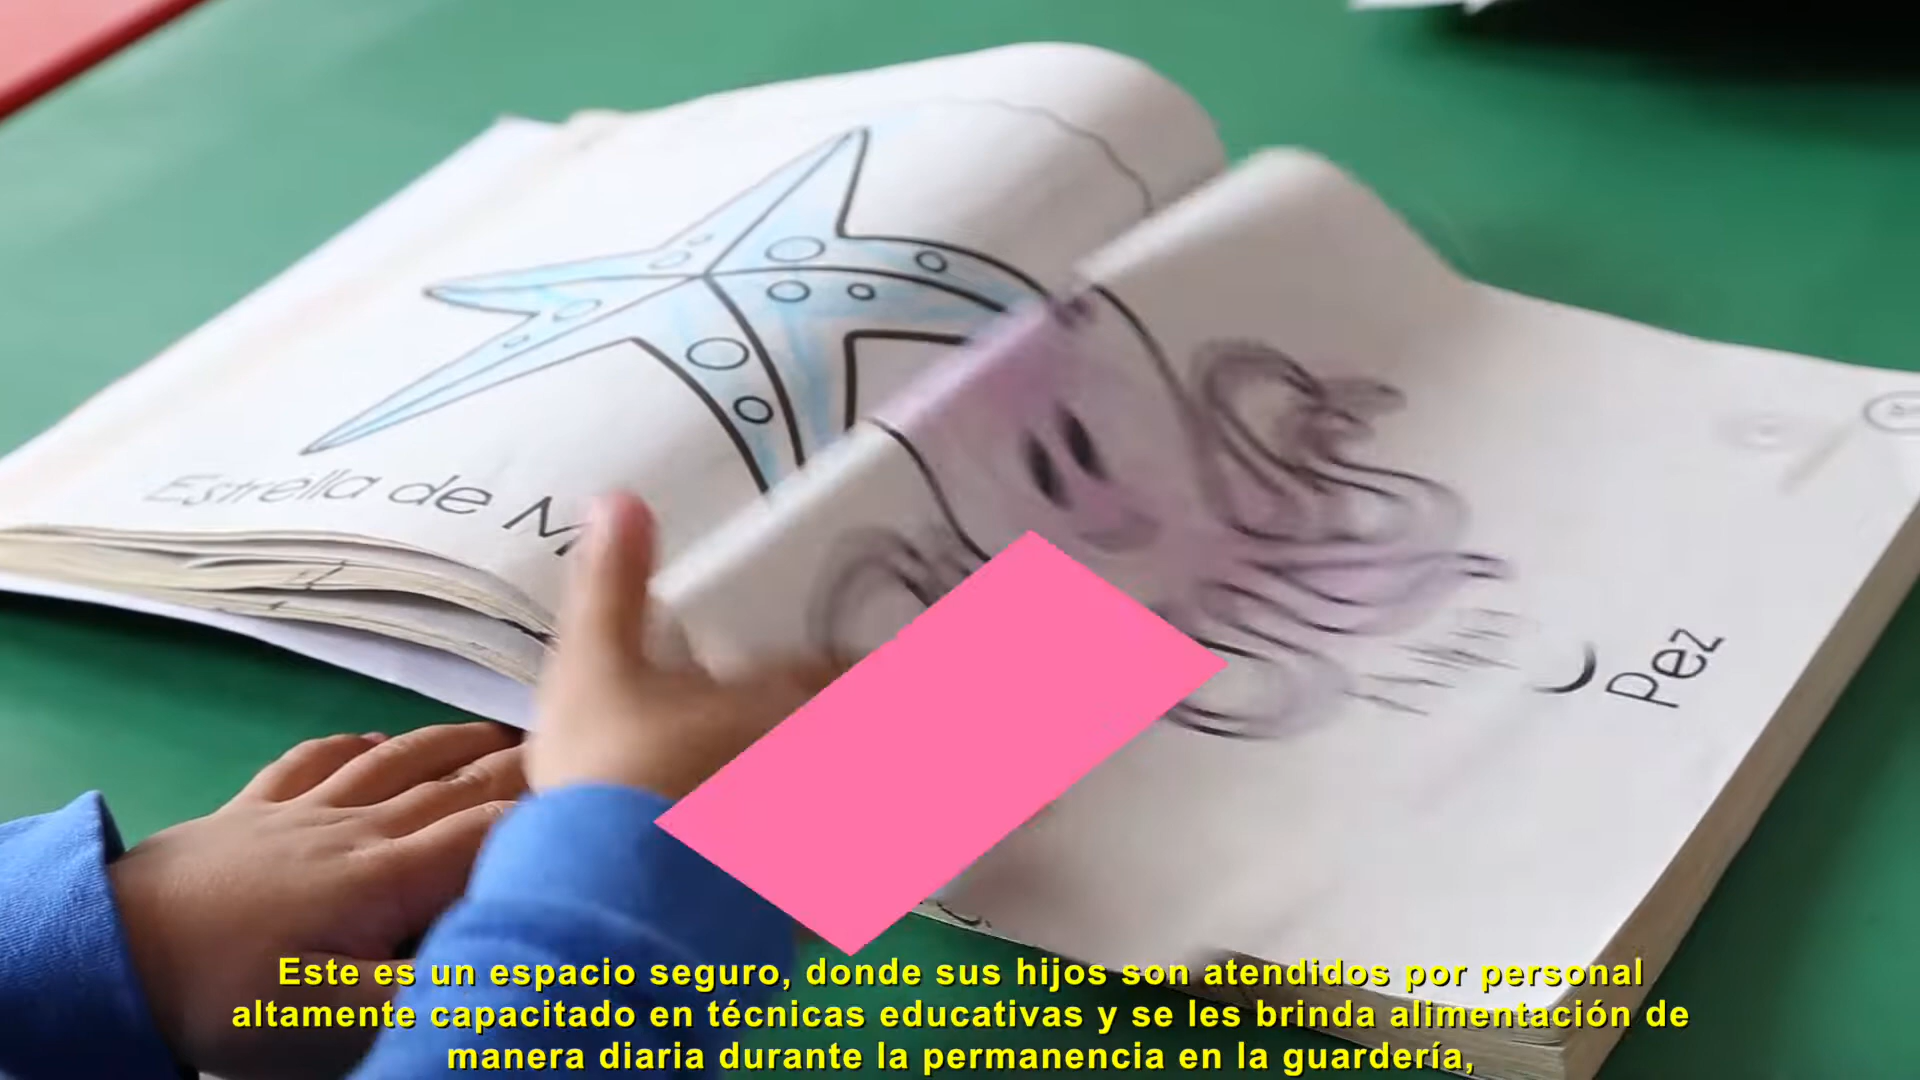 Estrella de M
Pez
Este es un espacio seguro, donde sus hijos son atendidos por personal
altamente capacitado en técnicas educativas y se les brinda alimentación de
manera diaria durante la permanencia en la guardería,